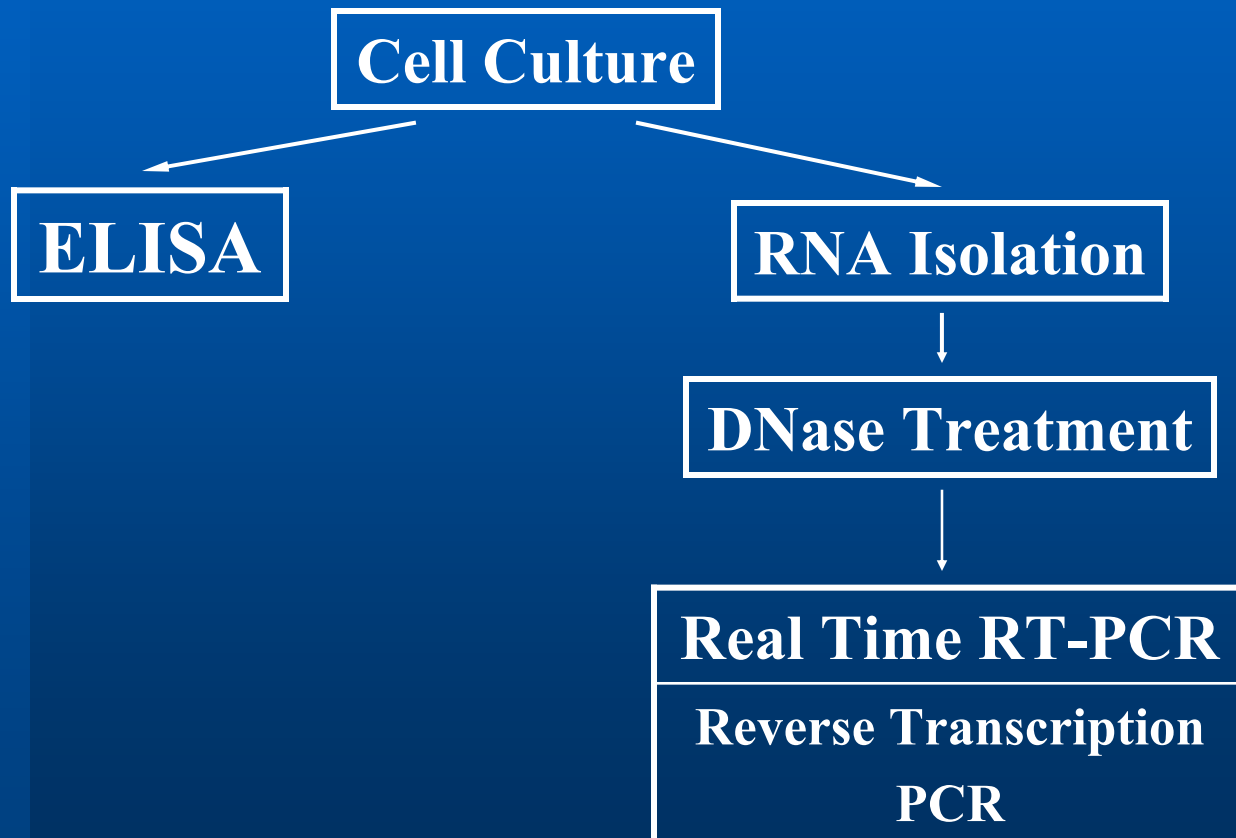 Cell Culture
ELISA
RNA Isolation
DNase Treatment
Real Time RT-PCR
Reverse Transcription
PCR